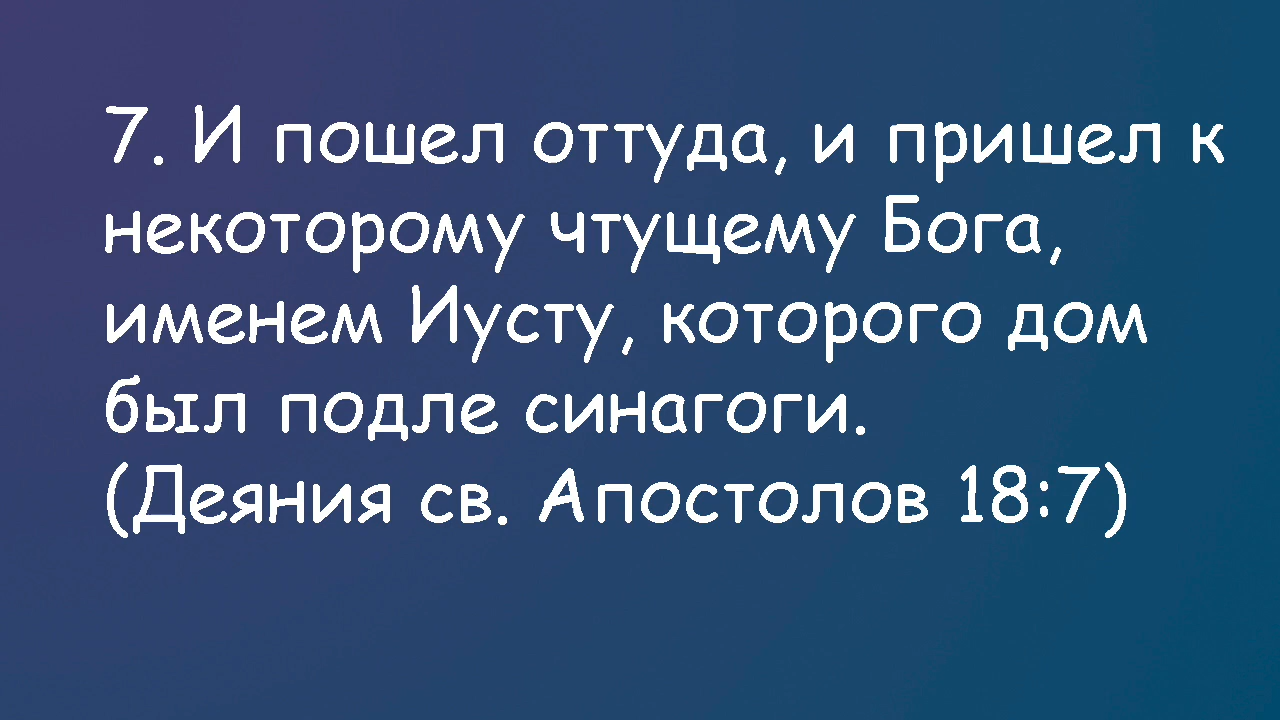 7. И пошел оттуда, и пришел к
некоторому чтущему Бога,
именем Иусту, которого дом
был подле синагоги.
(Деяния св. Апостолов 18:7)